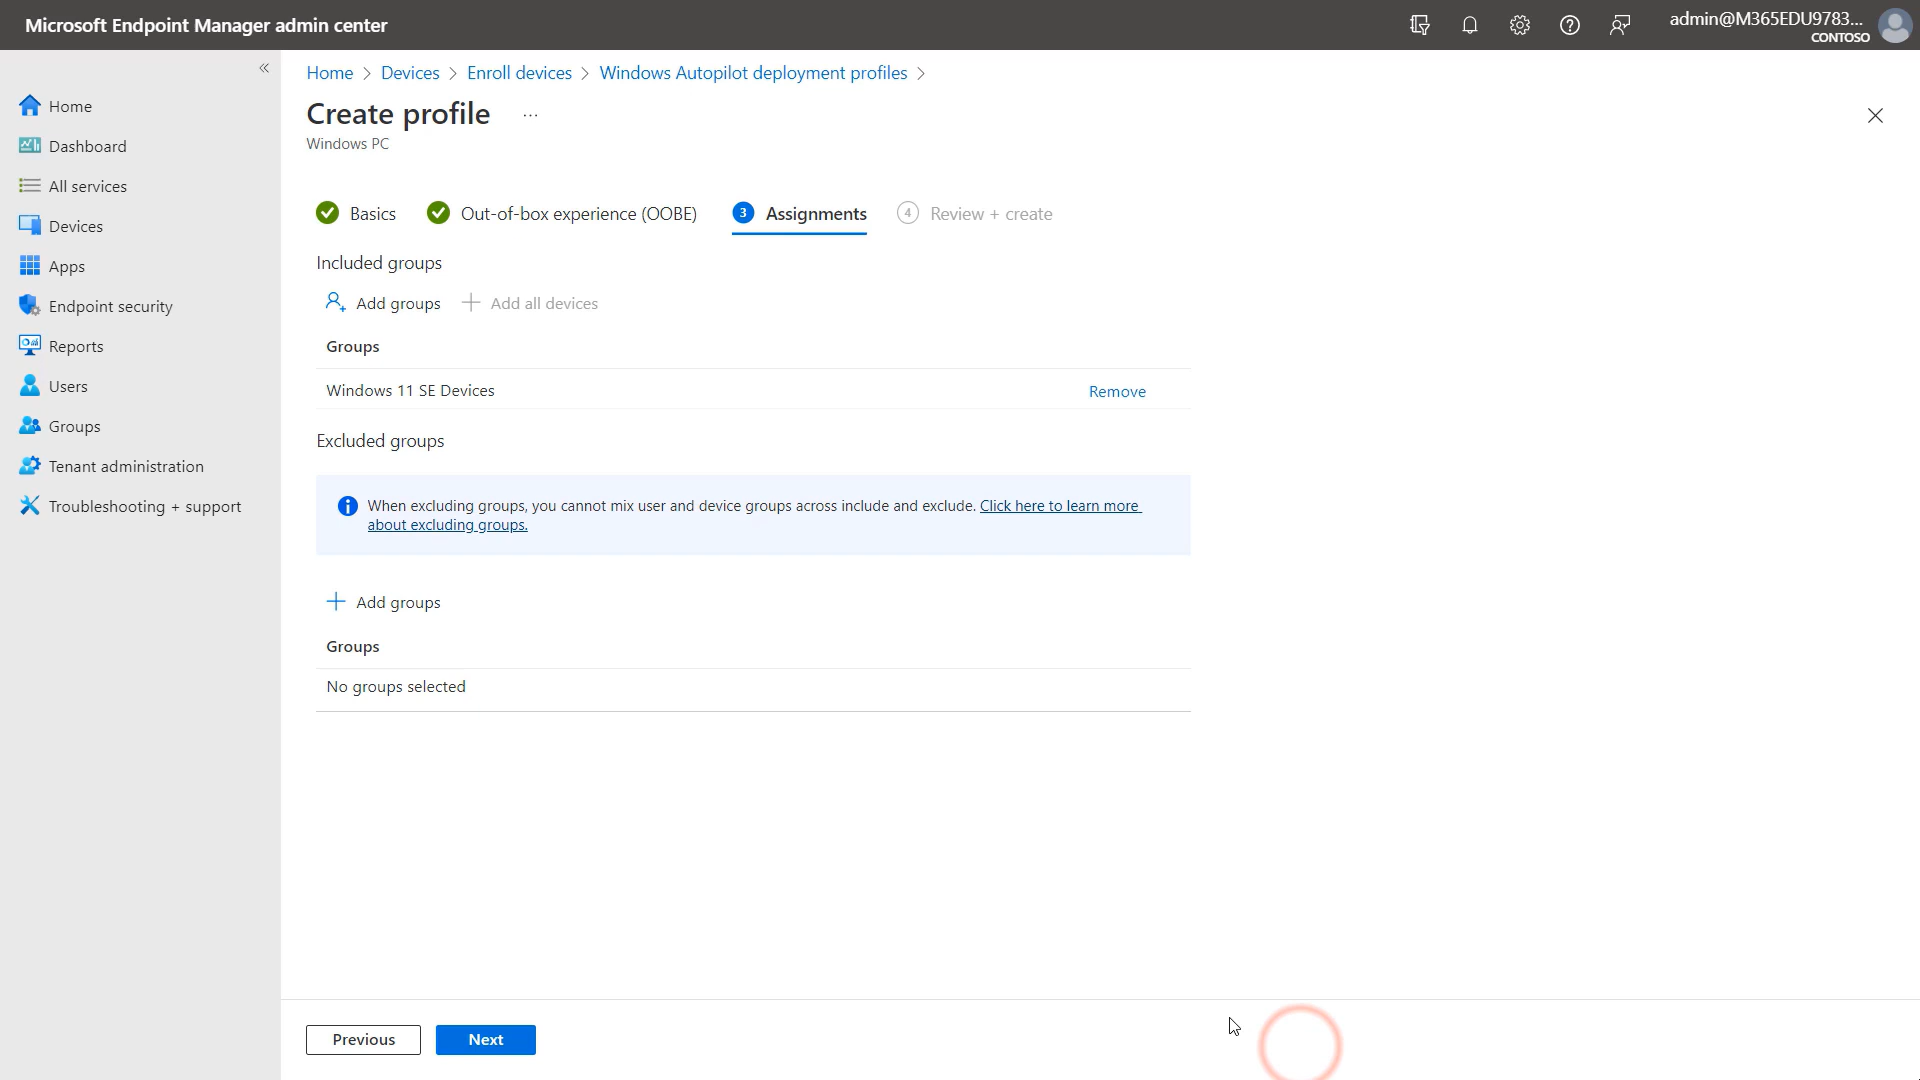 Microsoft Endpoint Manager admin center
admin@M365EDU9783...
CONTOSO
Home
Dashboard
All services
Devices
Apps
Endpoint security
Reports
Users
Groups
Tenant administration
Troubleshooting + support
Home > Devices > Enroll devices > Windows Autopilot deployment profiles >
Create profile ...
Windows PC
Basics
Out-of-box experience (OOBE)
3 Assignments
4 Review + create
Included groups
Add groups
Add all devices
Groups
Windows 11 SE Devices
Remove
Excluded groups
When excluding groups, you cannot mix user and device groups across include and exclude. Click here to learn more
about excluding groups.
Add groups
Groups
No groups selected
Previous
Next